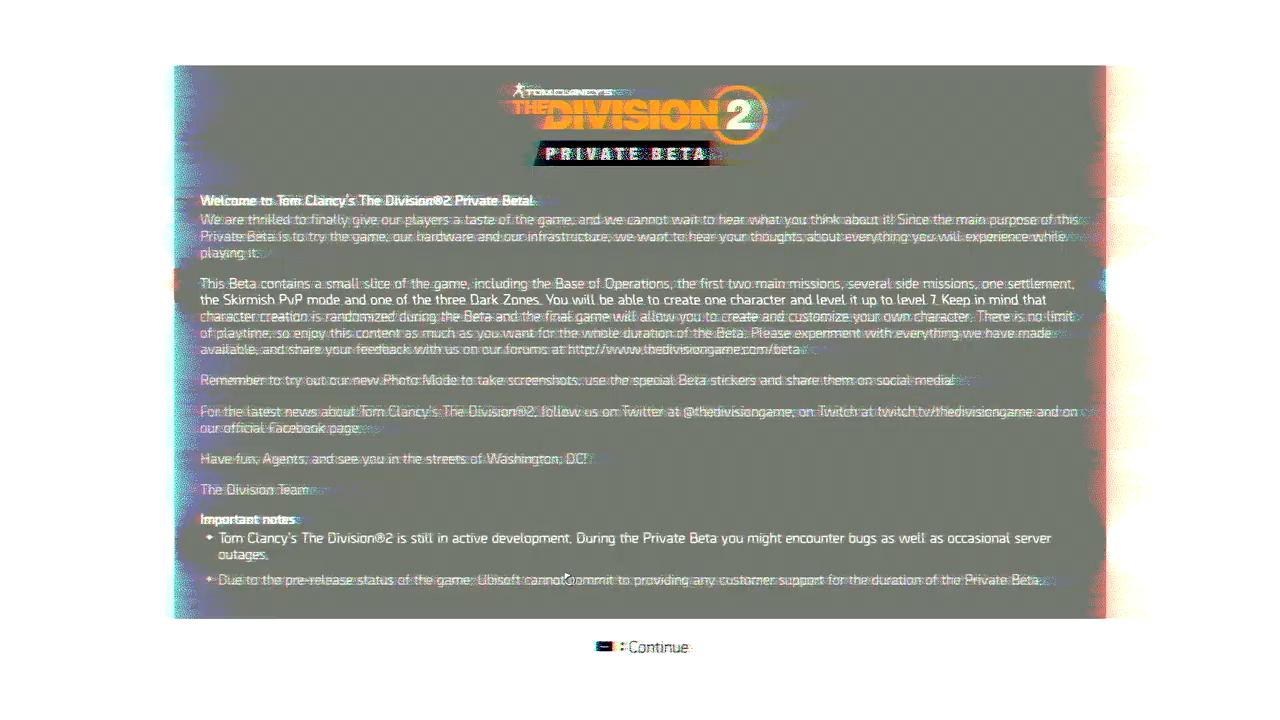 TOM CLANCY'S
THE DIVISION 2
PRIVATE BETA
Welcome to Tom Clancy's The Division®2 Private Beta!
We are thrilled to finally give our players a taste of the game, and we cannot wait to hear what you think about it! Since the main purpose of this
Private Beta is to try the game, our hardware and our infrastructure, we want to hear your thoughts about everything you will experience while
playing it.
This Beta contains a small slice of the game, including the Base of Operations, the first two main missions, several side missions, one settlement,
the Skirmish PvP mode and one of the three Dark Zones. You will be able to create one character and level it up to level 7. Keep in mind that
character creation is randomized during the Beta and the final game will allow you to create and customize your own character. There is no limit
of playtime, so enjoy this content as much as you want for the whole duration of the Beta. Please experiment with everything we have made
available, and share your feedback with us on our forums at http://www.thedivisiongame.com/beta
Remember to try out our new Photo Mode to take screenshots, use the special Beta stickers and share them on social media!
For the latest news about Tom Clancy's The Division®2, follow us on Twitter at @thedivisiongame, on Twitch at twitch.tv/thedivisiongame and on
our official Facebook page.
Have fun, Agents, and see you in the streets of Washington, DC!
The Division Team
Important notes
Tom Clancy's The Division®2 is still in active development. During the Private Beta you might encounter bugs as well as occasional server
outages.
Due to the pre-release status of the game, Ubisoft cannot commit to providing any customer support for the duration of the Private Beta.
: Continue